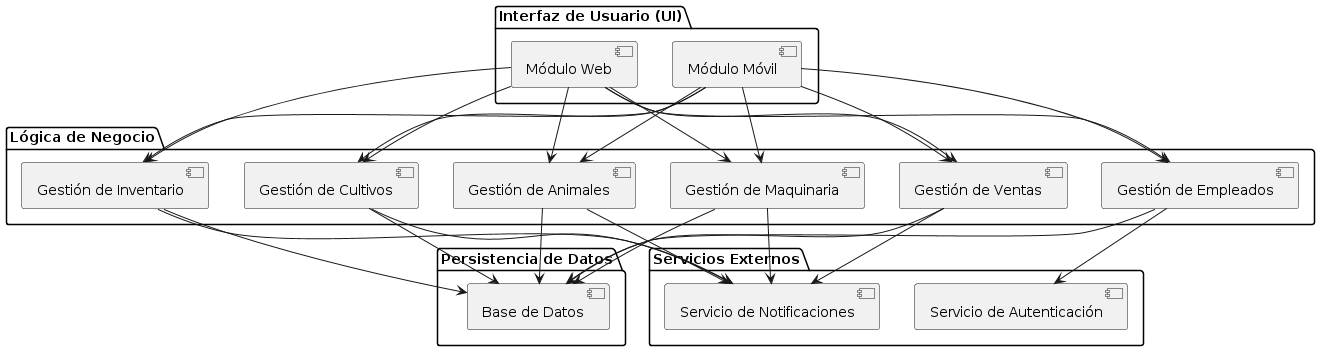 Interfaz de Usuario (UI)
Módulo Web
Módulo Móvil
Lógica de Negocio
Gestión de Inventario
Gestión de Cultivos
Gestión de Animales
Gestión de Maquinaria
Gestión de Ventas
Gestión de Empleados
Persistencia de Datos
Servicios Externos
Base de Datos
Servicio de Notificaciones
Servicio de Autenticación